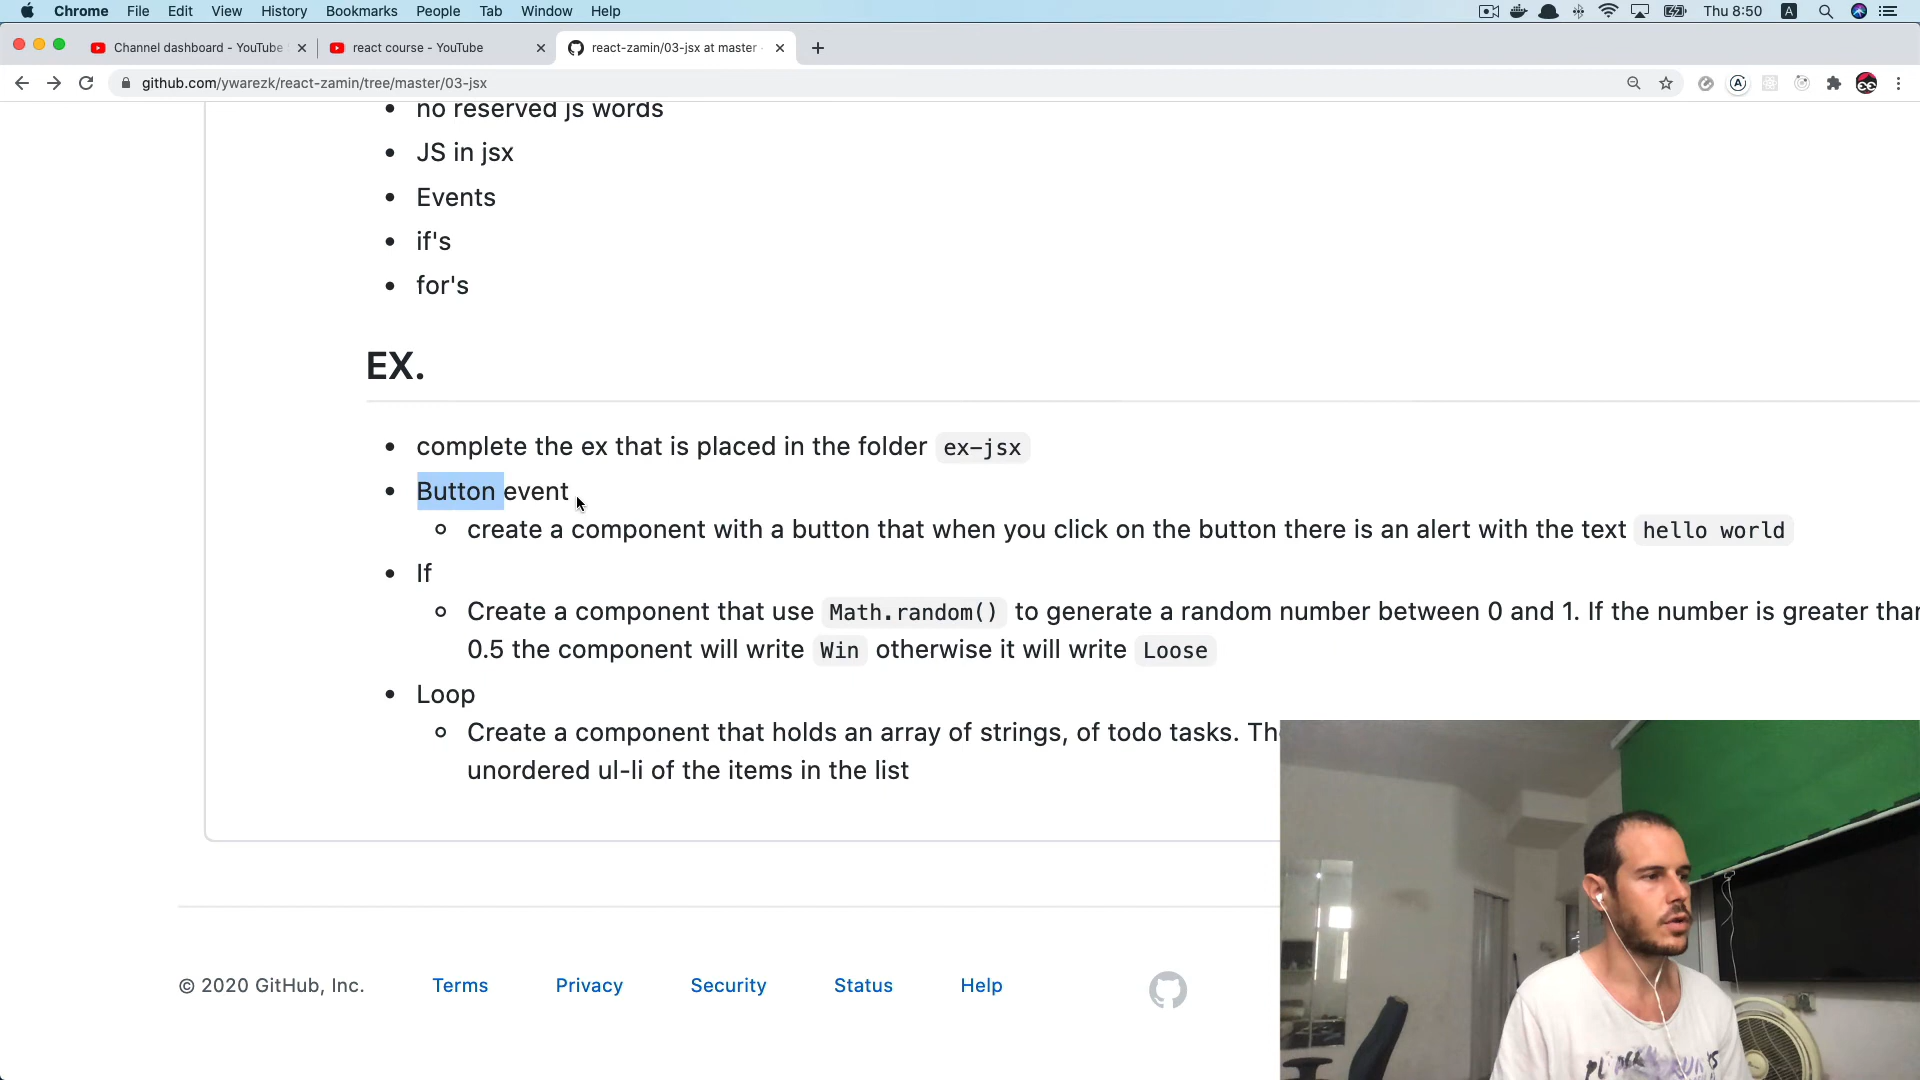 Chrome File Edit View History Bookmarks People Tab Window Help Thu 8:50 A
Channel dashboard - YouTube react course - YouTube react-zamin/03-jsx at master
github.com/ywarezk/react-zamin/tree/master/03-jsx
no reserved js words
JS in jsx
Events
if's
for's
EX.
complete the ex that is placed in the folder ex-jsx
Button event
create a component with a button that when you click on the button there is an alert with the text hello world
If
Create a component that use Math.random() to generate a random number between 0 and 1. If the number is greater than
0.5 the component will write Win otherwise it will write Loose
Loop
Create a component that holds an array of strings, of todo tasks. The
unordered ul-li of the items in the list
© 2020 GitHub, Inc. Terms Privacy Security Status Help